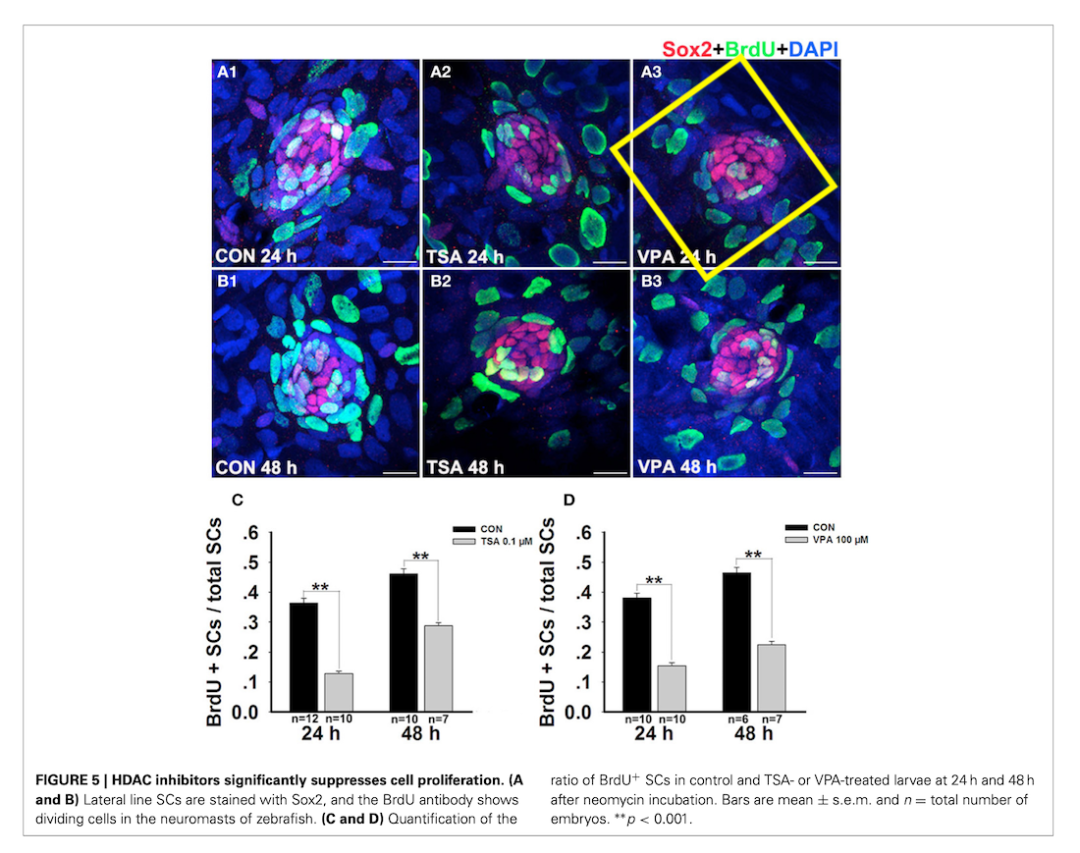 Sox2+BrdU+DAPI
A1 A2 A3
CON 24 h TSA 24 h VPA 24 h
B1 B2 B3
CON 48 h TSA 48 h VPA 48 h
C
BrdU + SCs / total SCs
.6
.5
.4
.3
.2
.1
0.0
CON
TSA 0.1 µM
** **
n=12 n=10 n=10 n=7
24 h 48 h
D
BrdU + SCs / total SCs
.6
.5
.4
.3
.2
.1
0.0
CON
VPA 100 µM
** **
n=10 n=10 n=6 n=7
24 h 48 h
FIGURE 5 | HDAC inhibitors significantly suppresses cell proliferation. (A
and B) Lateral line SCs are stained with Sox2, and the BrdU antibody shows
dividing cells in the neuromasts of zebrafish. (C and D) Quantification of the
ratio of BrdU⁺ SCs in control and TSA- or VPA-treated larvae at 24 h and 48 h
after neomycin incubation. Bars are mean ± s.e.m. and n = total number of
embryos. **p < 0.001.